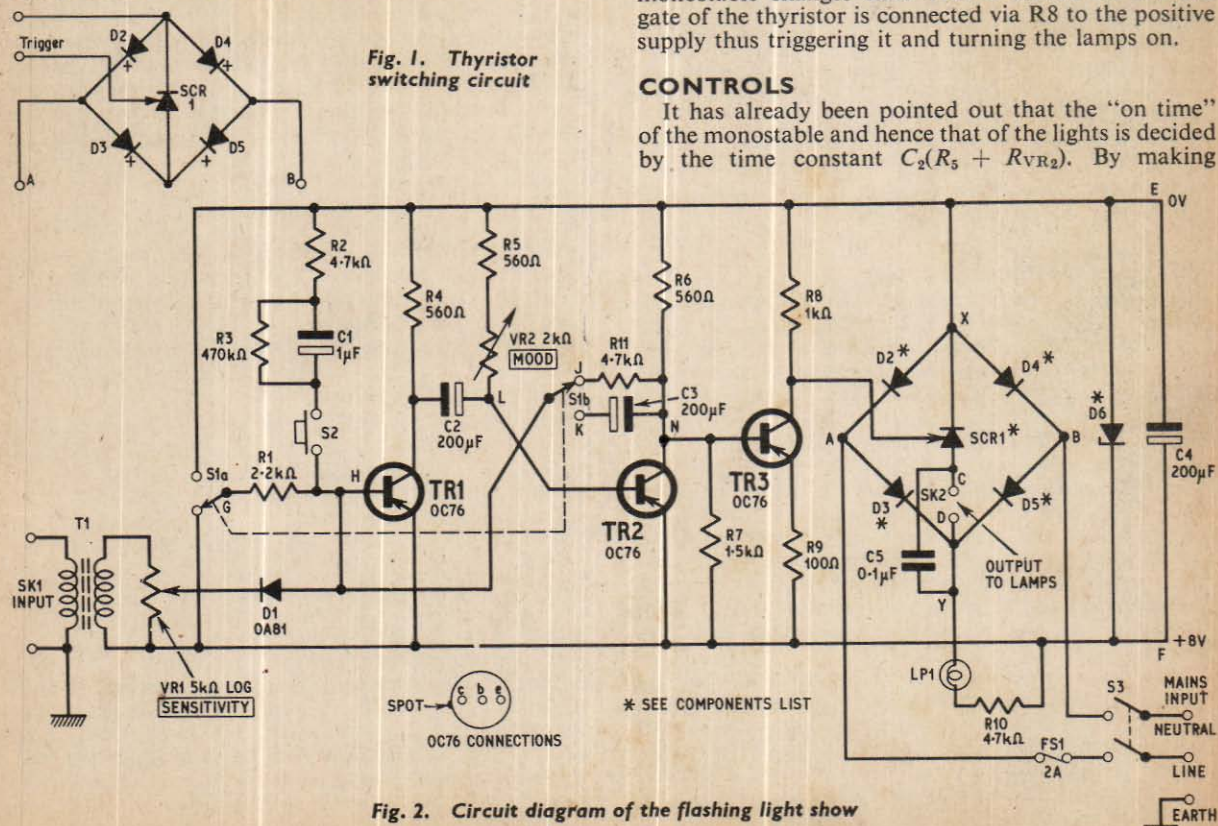 gate of the thyristor is connected via R8 to the positive
supply thus triggering it and turning the lamps on.
CONTROLS
It has already been pointed out that the “on time”
of the monostable and hence that of the lights is decided
by the time constant C₂(R₅ + R_VR₂). By making
Trigger
D2
D4
SCR
1
D3
D5
A
B
Fig. 1. Thyristor
switching circuit
E
0V
R2
4·7kΩ
R3
470kΩ
C1
1µF
S2
R4
560Ω
R5
560Ω
VR2 2kΩ
MOOD
L
C2
200µF
J
R11
4·7kΩ
S1b
K
C3
200µF
N
R6
560Ω
R8
1kΩ
X
D2*
D4*
A
SCR1*
B
*
D6
C4
200µF
S1a
G
R1
2·2kΩ
H
TR1
OC76
TR2
OC76
TR3
OC76
R7
1·5kΩ
R9
100Ω
D3
*
SK2
C
D
D5*
C5
0·1µF
OUTPUT
TO LAMPS
Y
T1
SK1
INPUT
D1
OA81
VR1 5kΩ LOG
SENSITIVITY
SPOT
c b e
OC76 CONNECTIONS
* SEE COMPONENTS LIST
LP1
R10
4·7kΩ
F
+8V
S3
MAINS
INPUT
NEUTRAL
FS1
2A
LINE
EARTH
Fig. 2. Circuit diagram of the flashing light show